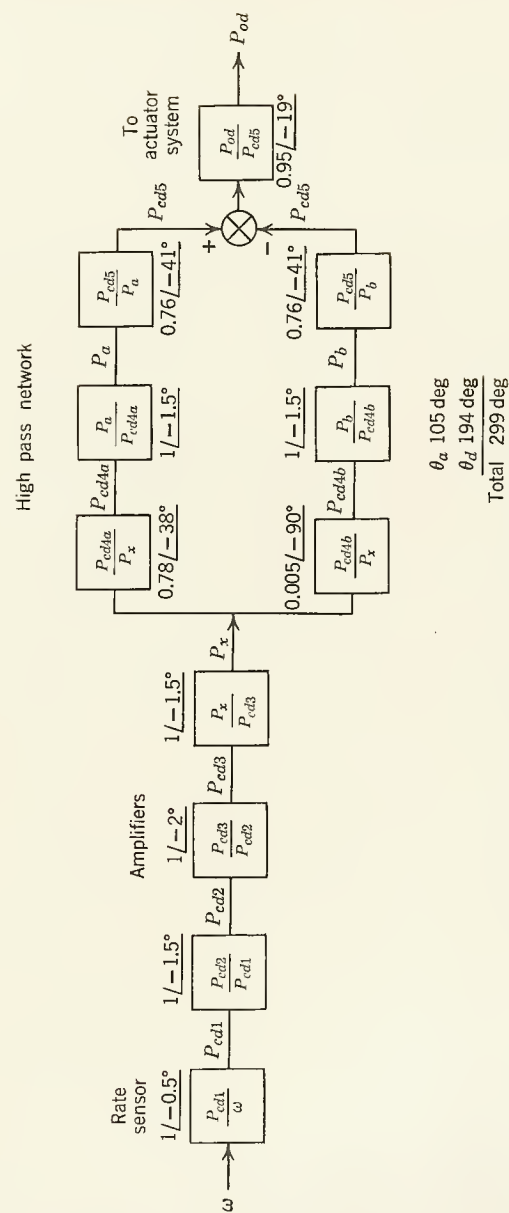 High pass network
Rate sensor
1/−0.5°
P_cd1/ω
ω
P_cd1
1/−1.5°
P_cd2/P_cd1
P_cd2
Amplifiers
1/−2°
P_cd3/P_cd2
P_cd3
1/−1.5°
P_x/P_cd3
P_x
P_cd4a/P_x
0.78/−38°
P_cd4a
P_a/P_cd4a
1/−1.5°
P_a
P_cd5/P_a
0.76/−41°
P_cd5
+
−
0.005/−90°
P_cd4b/P_x
P_cd4b
1/−1.5°
P_b/P_cd4b
P_b
0.76/−41°
P_cd5/P_b
P_cd5
To actuator system
P_od/P_cd5
0.95/−19°
P_od
θ_a 105 deg
θ_d 194 deg
Total 299 deg